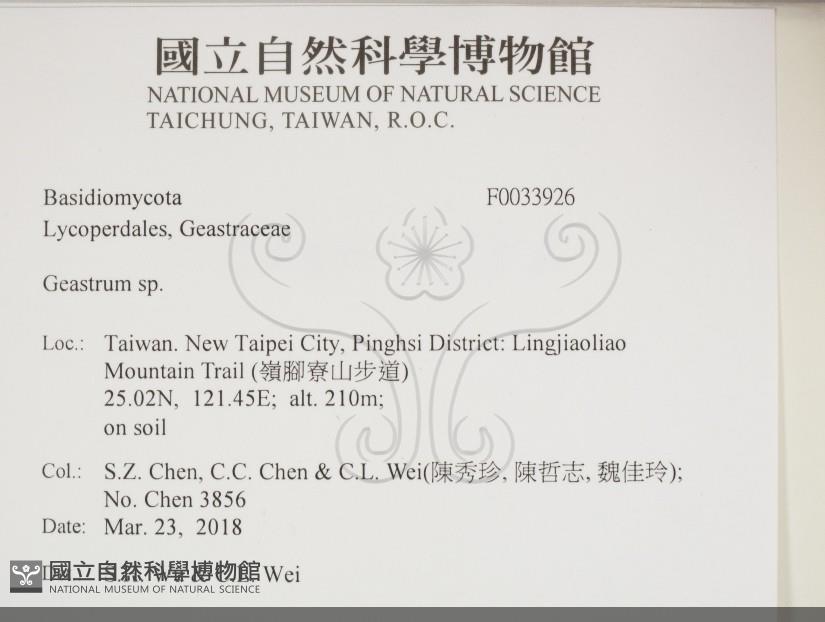 國立自然科學博物館
NATIONAL MUSEUM OF NATURAL SCIENCE
TAICHUNG, TAIWAN, R.O.C.
Basidiomycota F0033926
Lycoperdales, Geastraceae
Geastrum sp.
Loc.: Taiwan. New Taipei City, Pinghsi District: Lingjiaoliao
Mountain Trail (嶺腳寮山步道)
25.02N, 121.45E; alt. 210m;
on soil
Col.: S.Z. Chen, C.C. Chen & C.L. Wei(陳秀珍, 陳哲志, 魏佳玲);
No. Chen 3856
Date: Mar. 23, 2018
Wei
國立自然科學博物館
NATIONAL MUSEUM OF NATURAL SCIENCE